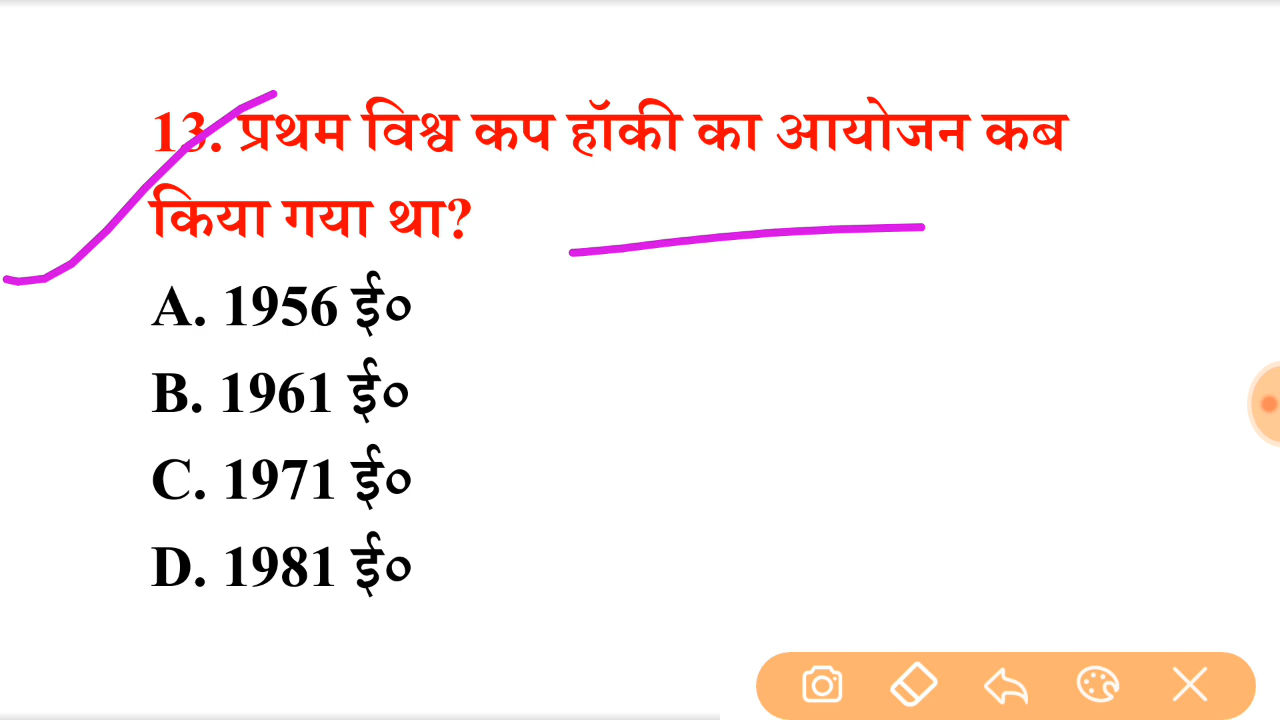 13. प्रथम विश्व कप हॉकी का आयोजन कब
किया गया था?
A. 1956 ई०
B. 1961 ई०
C. 1971 ई०
D. 1981 ई०